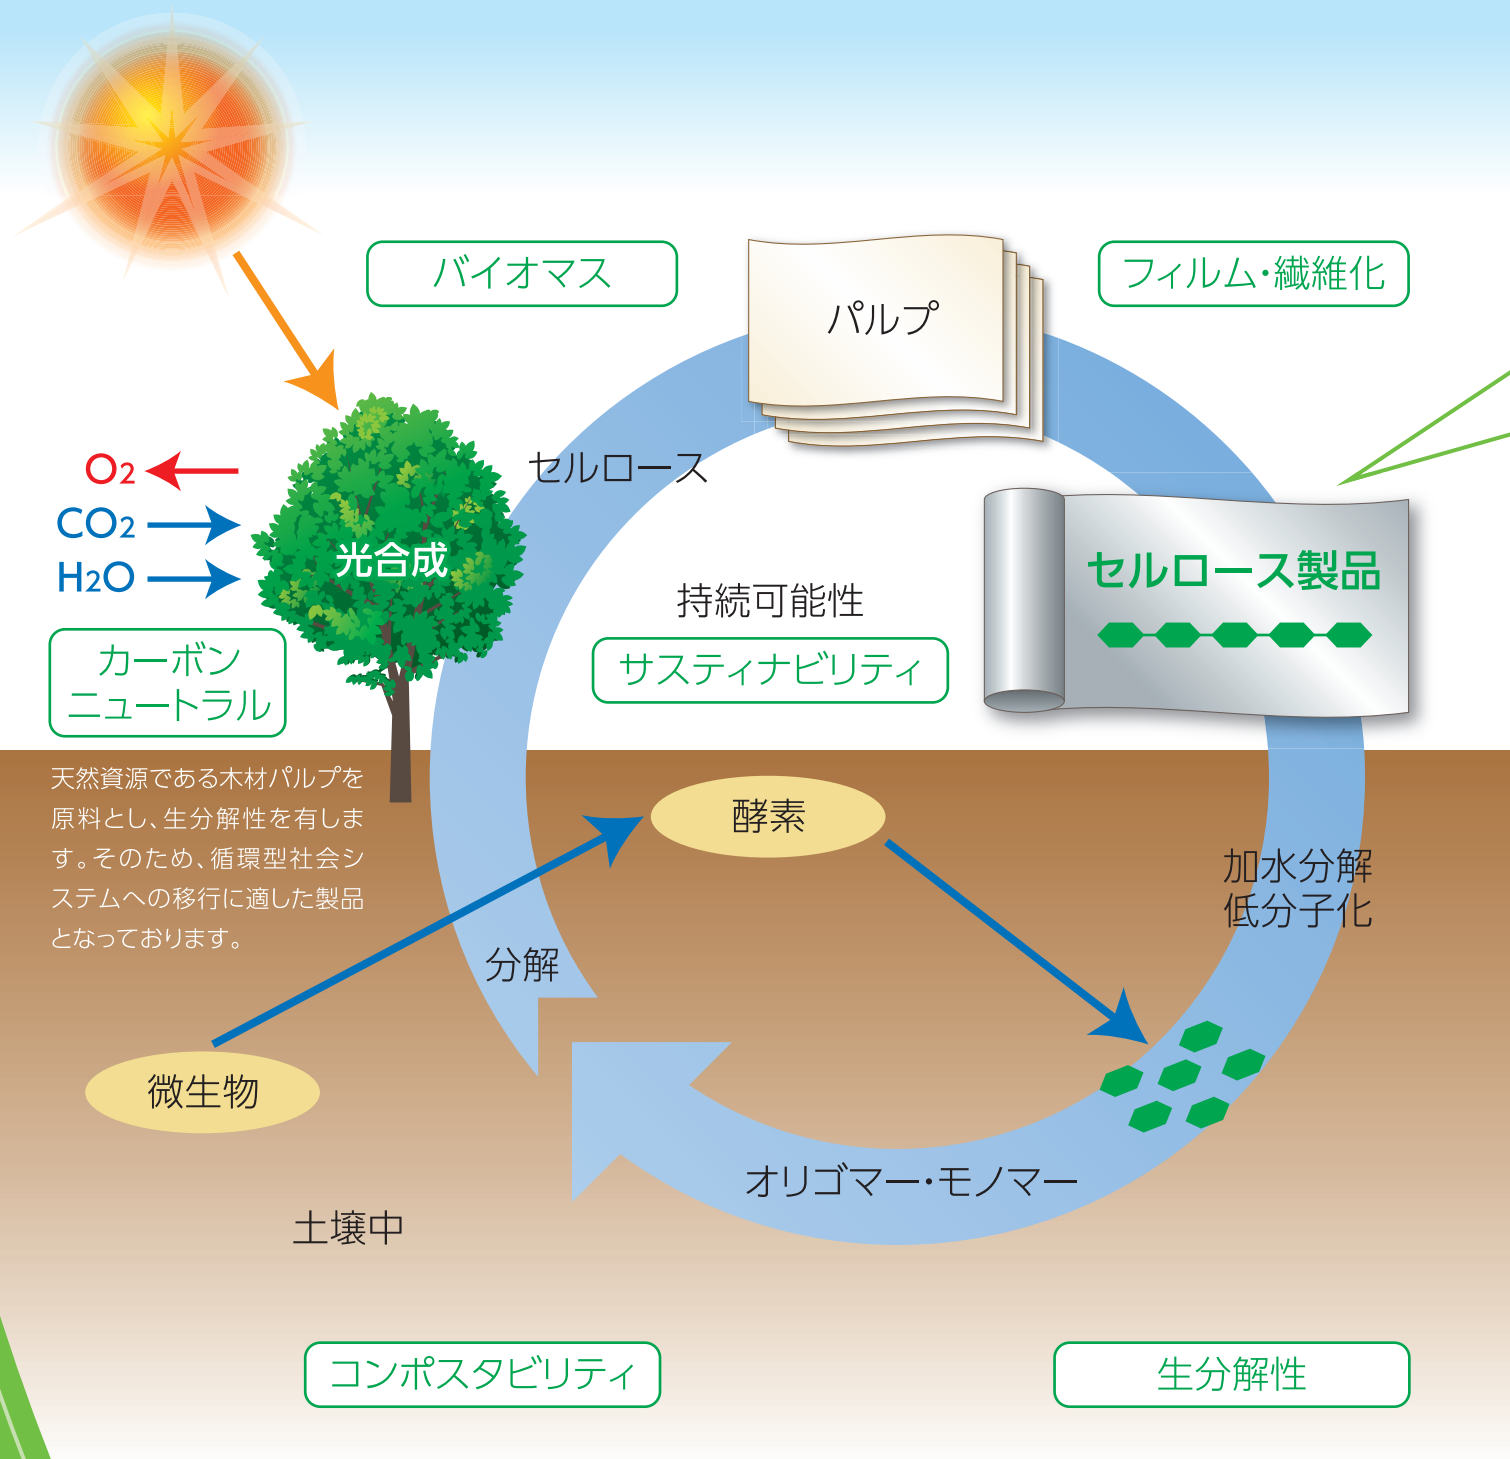 バイオマス
パルプ
フィルム・繊維化
O2
CO2
H2O
光合成
セルロース
セルロース製品
持続可能性
サスティナビリティ
カーボン
ニュートラル
天然資源である木材パルプを
原料とし、生分解性を有しま
す。そのため、循環型社会シ
ステムへの移行に適した製品
となっております。
酵素
加水分解
低分子化
分解
微生物
オリゴマー・モノマー
土壌中
コンポスタビリティ
生分解性